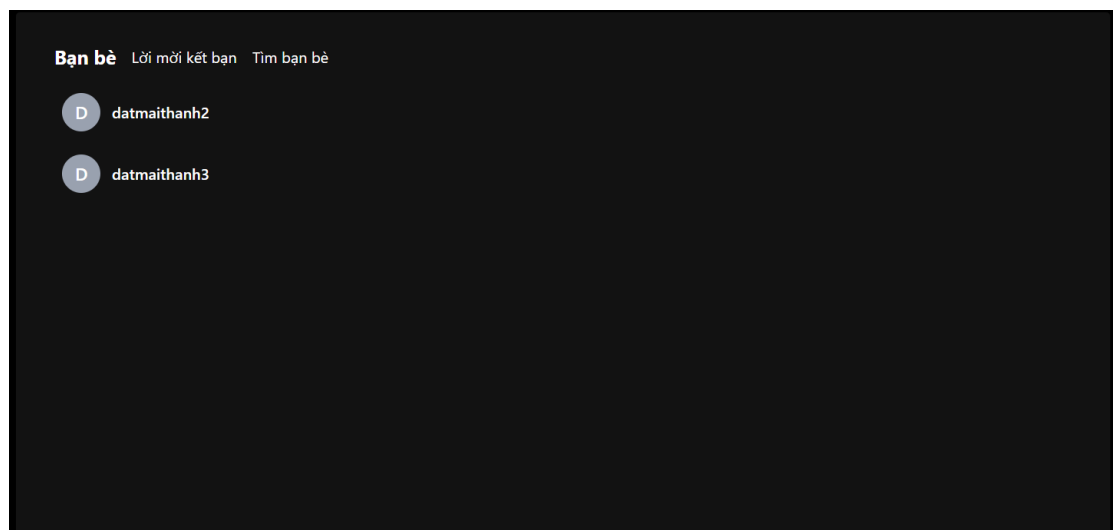 Bạn bè Lời mời kết bạn Tìm bạn bè
D datmaithanh2
D datmaithanh3